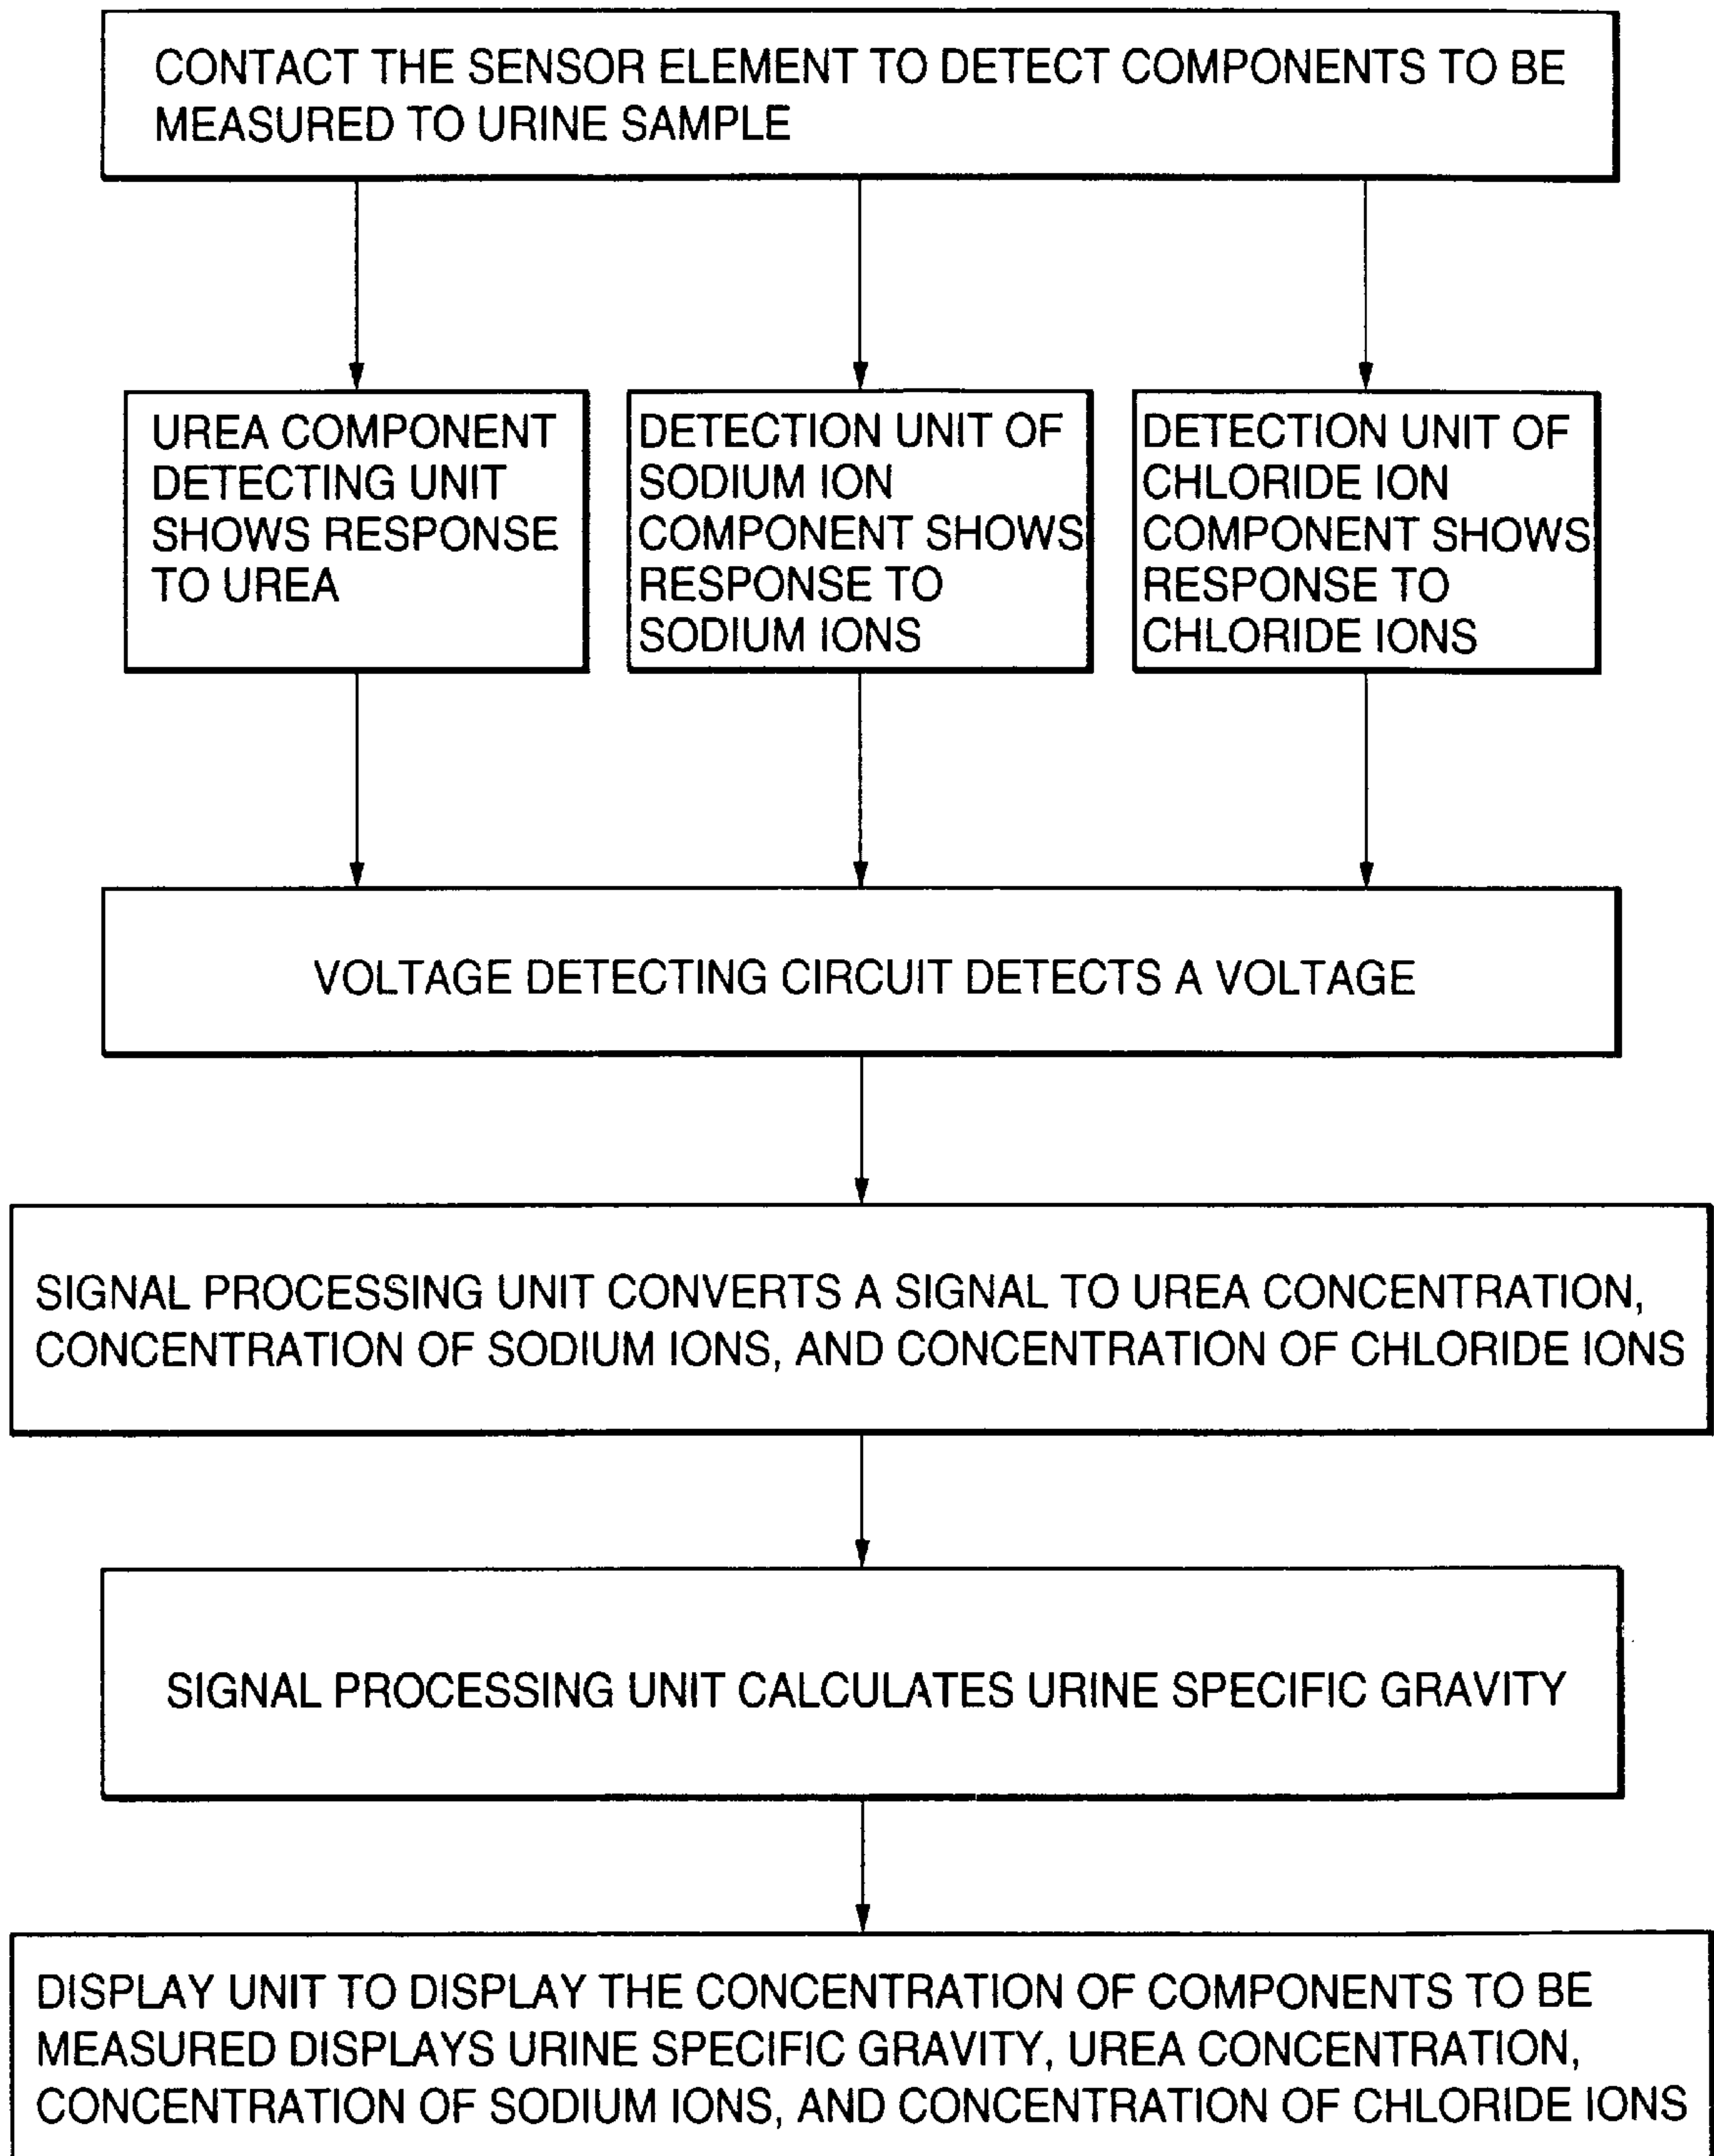 CONTACT THE SENSOR ELEMENT TO DETECT COMPONENTS TO BE
MEASURED TO URINE SAMPLE
UREA COMPONENT
DETECTING UNIT
SHOWS RESPONSE
TO UREA
DETECTION UNIT OF
SODIUM ION
COMPONENT SHOWS
RESPONSE TO
SODIUM IONS
DETECTION UNIT OF
CHLORIDE ION
COMPONENT SHOWS
RESPONSE TO
CHLORIDE IONS
VOLTAGE DETECTING CIRCUIT DETECTS A VOLTAGE
SIGNAL PROCESSING UNIT CONVERTS A SIGNAL TO UREA CONCENTRATION,
CONCENTRATION OF SODIUM IONS, AND CONCENTRATION OF CHLORIDE IONS
SIGNAL PROCESSING UNIT CALCULATES URINE SPECIFIC GRAVITY
DISPLAY UNIT TO DISPLAY THE CONCENTRATION OF COMPONENTS TO BE
MEASURED DISPLAYS URINE SPECIFIC GRAVITY, UREA CONCENTRATION,
CONCENTRATION OF SODIUM IONS, AND CONCENTRATION OF CHLORIDE IONS